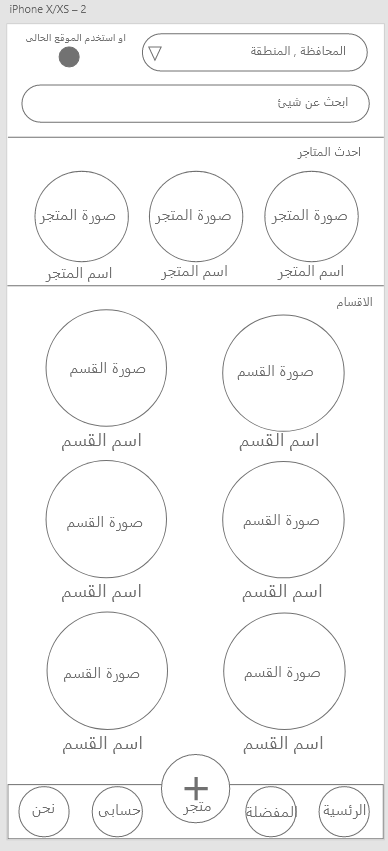 iPhone X/XS – 2
المحافظة , المنطقة
او استخدم الموقع الحالى
ابحث عن شيئ
احدث المتاجر
صورة المتجر
صورة المتجر
صورة المتجر
اسم المتجر
اسم المتجر
اسم المتجر
الاقسام
صورة القسم
صورة القسم
اسم القسم
اسم القسم
صورة القسم
صورة القسم
اسم القسم
اسم القسم
صورة القسم
صورة القسم
اسم القسم
اسم القسم
الرئسية
المفضلة
+
متجر
حسابى
نحن